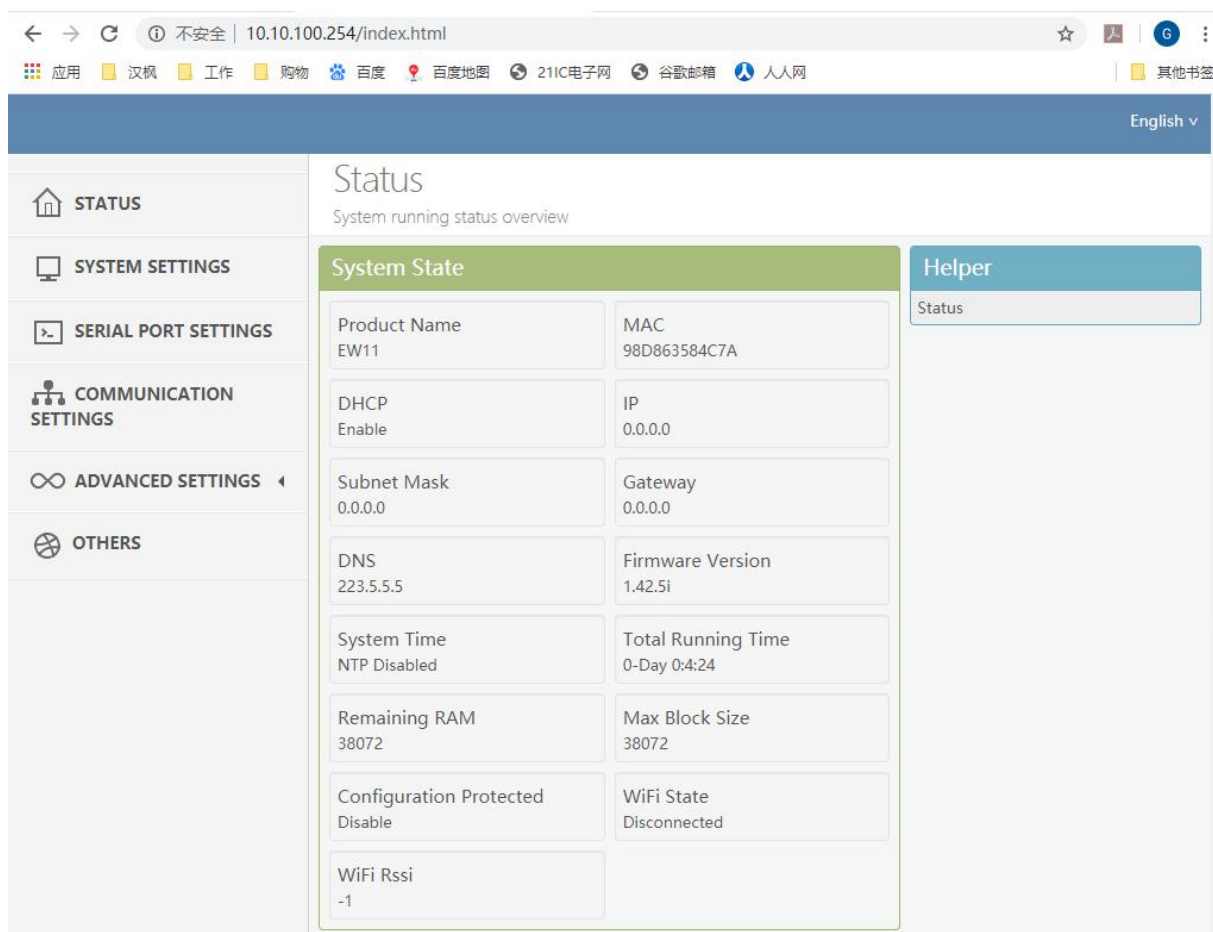 不安全 | 10.10.100.254/index.html
G
应用 汉枫 工作 购物 百度 百度地图 21IC电子网 谷歌邮箱 人人网 其他书签
English v
STATUS
SYSTEM SETTINGS
SERIAL PORT SETTINGS
COMMUNICATION
SETTINGS
ADVANCED SETTINGS
OTHERS
Status
System running status overview
System State
Product Name
EW11
MAC
98D863584C7A
DHCP
Enable
IP
0.0.0.0
Subnet Mask
0.0.0.0
Gateway
0.0.0.0
DNS
223.5.5.5
Firmware Version
1.42.5i
System Time
NTP Disabled
Total Running Time
0-Day 0:4:24
Remaining RAM
38072
Max Block Size
38072
Configuration Protected
Disable
WiFi State
Disconnected
WiFi Rssi
-1
Helper
Status